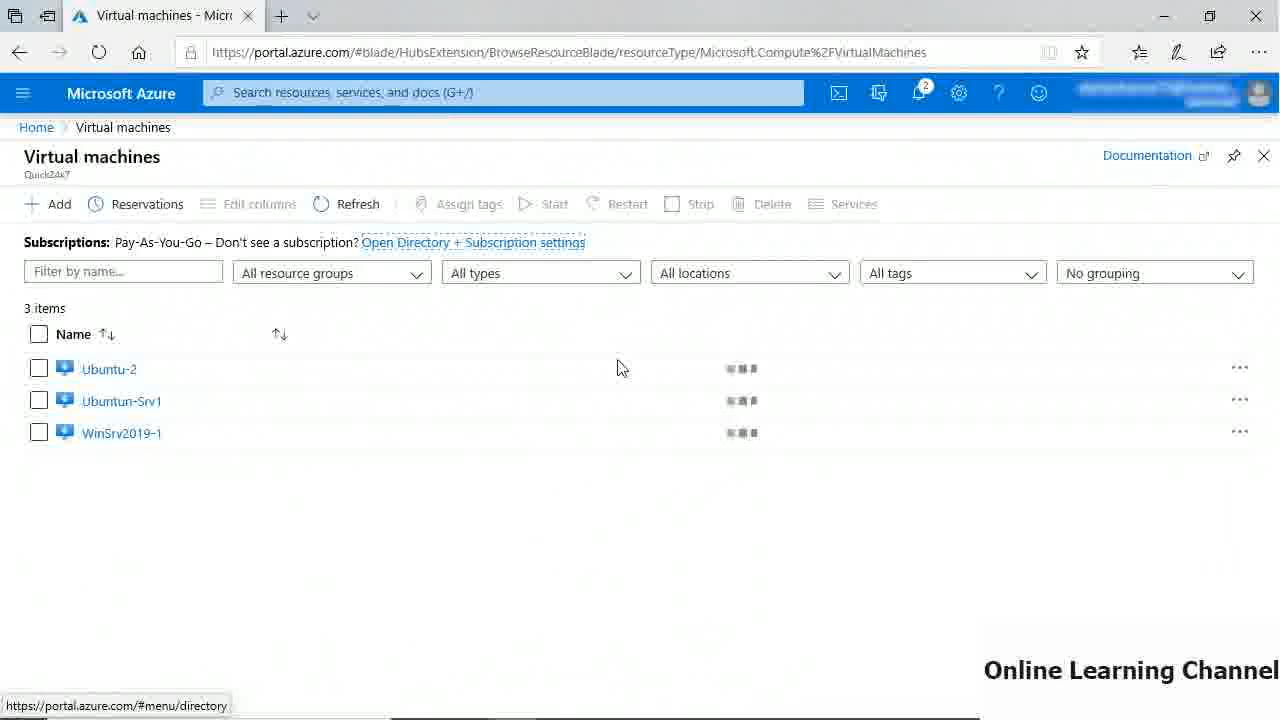 Virtual machines - Micr
https://portal.azure.com/#blade/HubsExtension/BrowseResourceBlade/resourceType/Microsoft.Compute%2FVirtualMachines
Microsoft Azure
Search resources, services, and docs (G+/)
2
Home
Virtual machines
Virtual machines
Documentation
Quick24x7
Add
Reservations
Edit columns
Refresh
Assign tags
Start
Restart
Stop
Delete
Services
Subscriptions: Pay-As-You-Go – Don't see a subscription? Open Directory + Subscription settings
Filter by name...
All resource groups
All types
All locations
All tags
No grouping
3 items
Name
Ubuntu-2
Ubuntun-Srv1
WinSrv2019-1
Online Learning Channel
https://portal.azure.com/#menu/directory